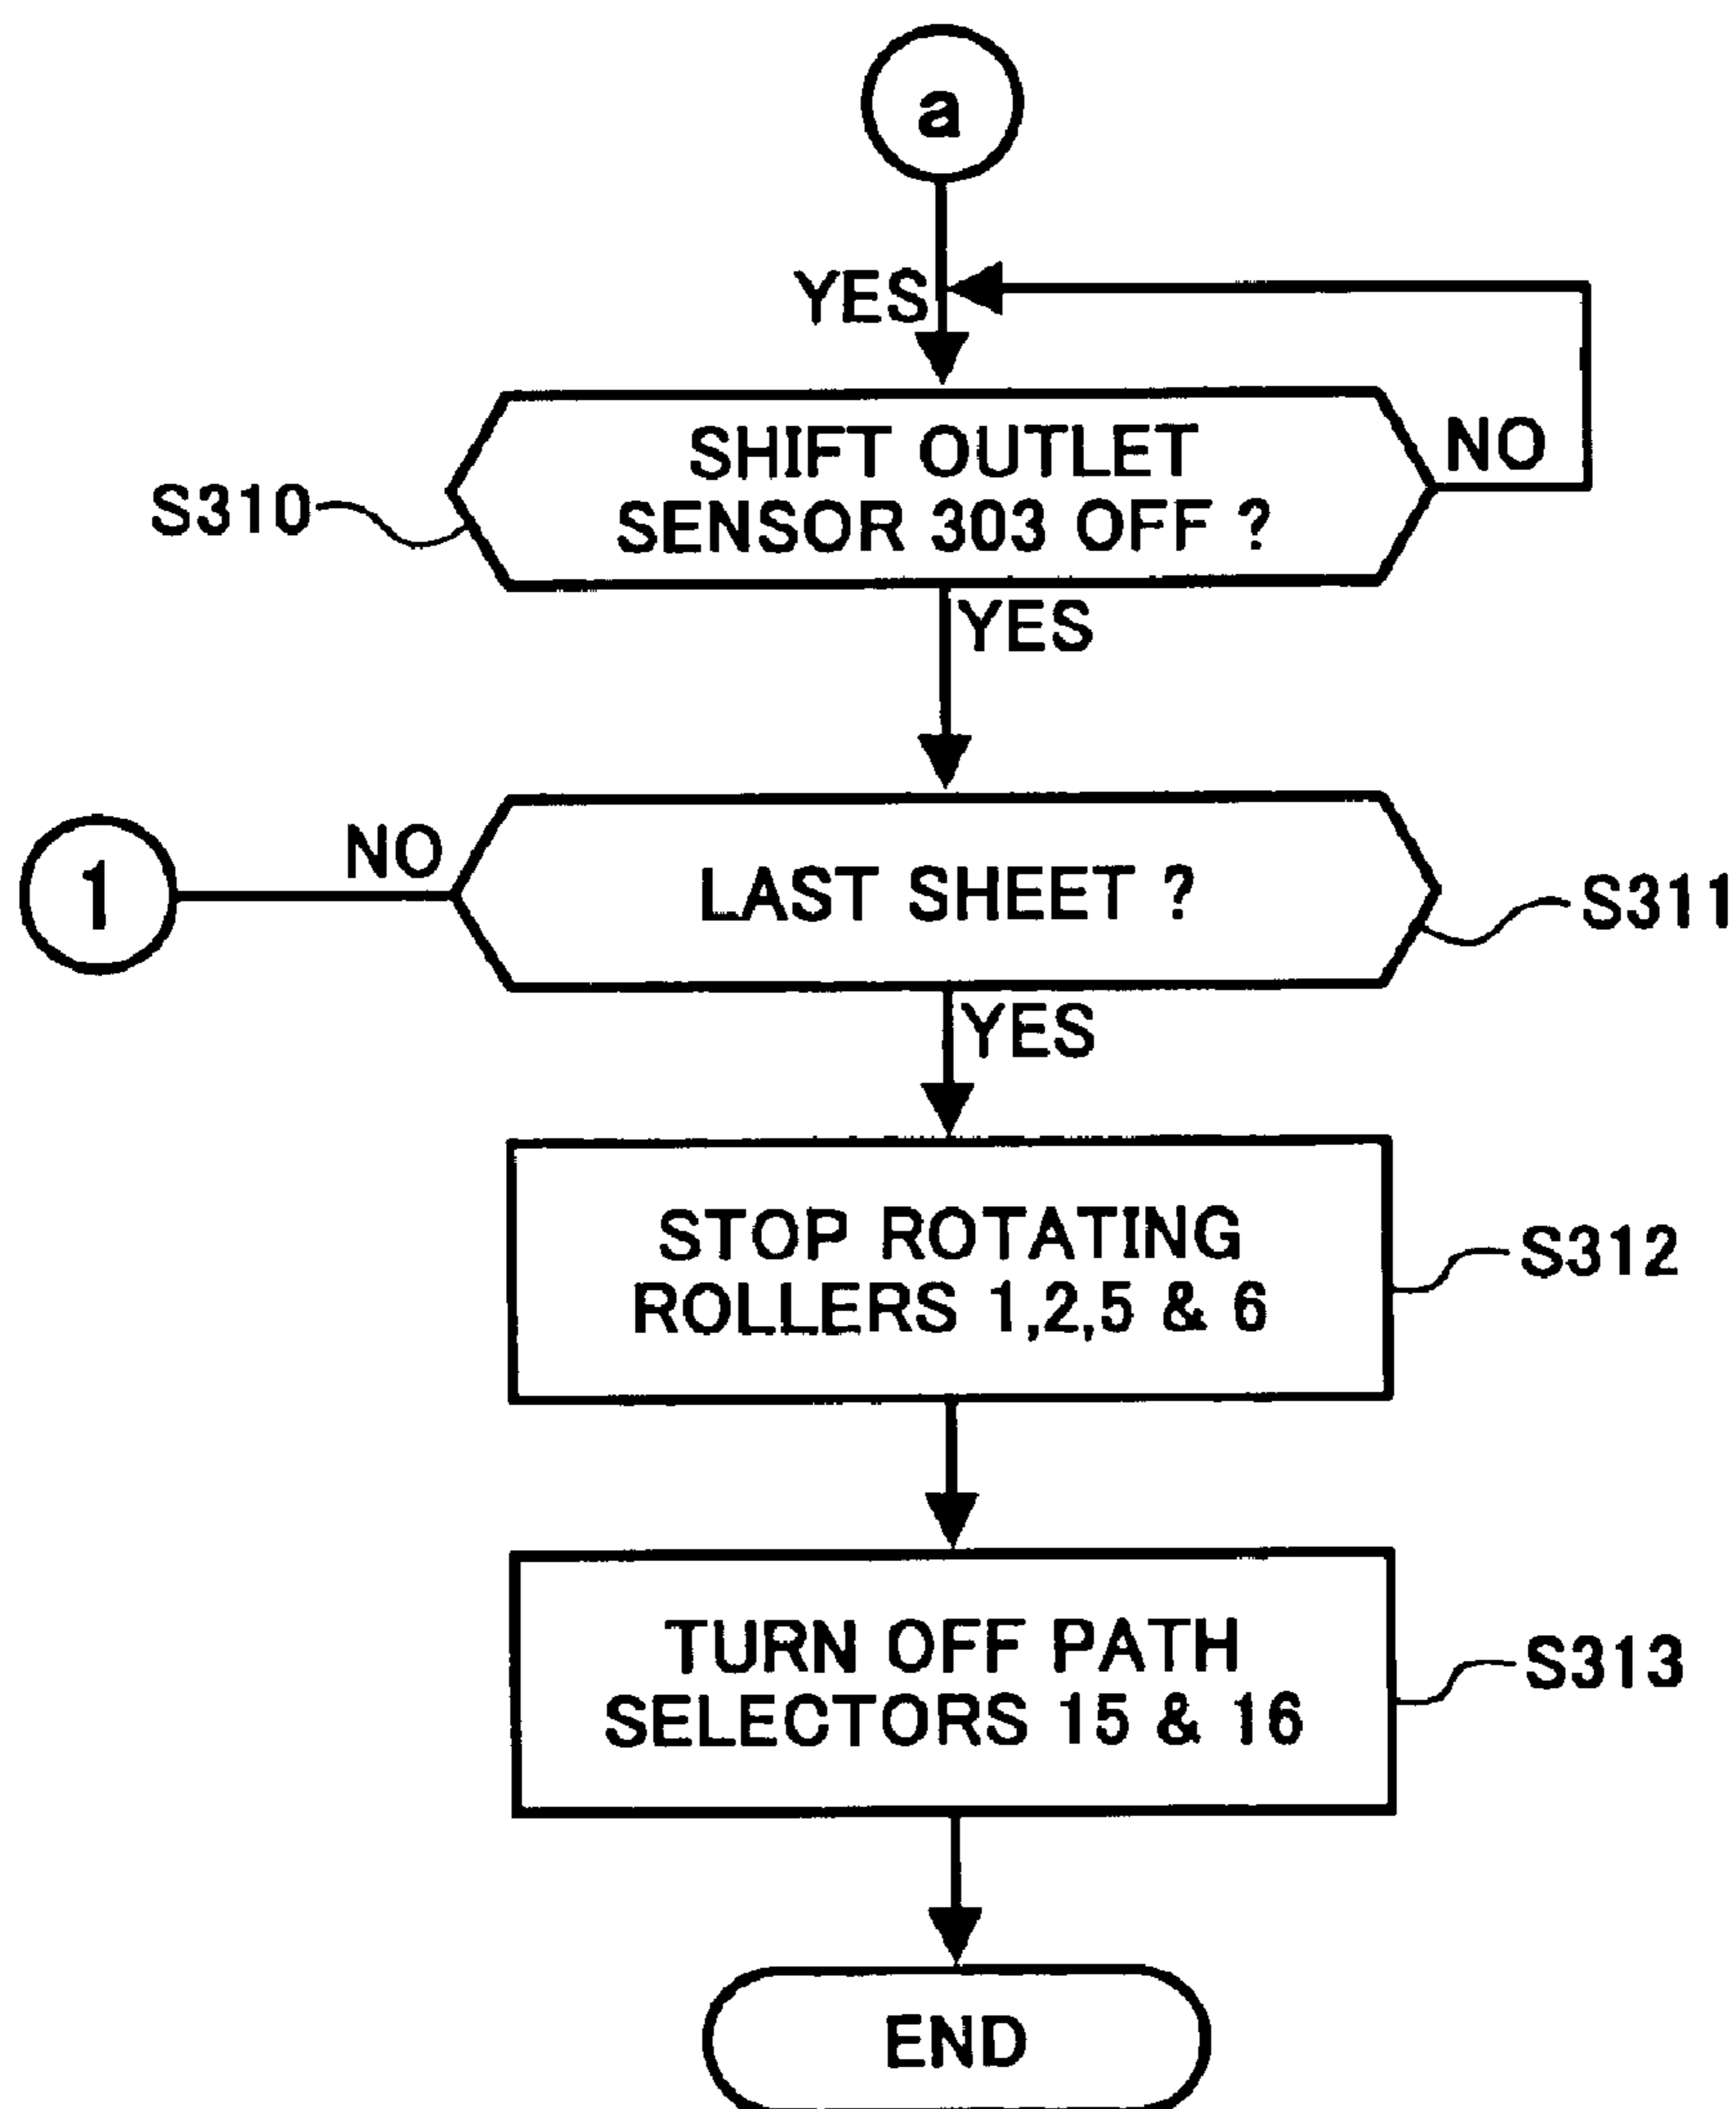 a
YES
SHIFT OUTLET
SENSOR 303 OFF ?
NO
S310
YES
NO
1
LAST SHEET ?
S311
YES
STOP ROTATING
ROLLERS 1,2,5 & 6
S312
TURN OFF PATH
SELECTORS 15 & 16
S313
END